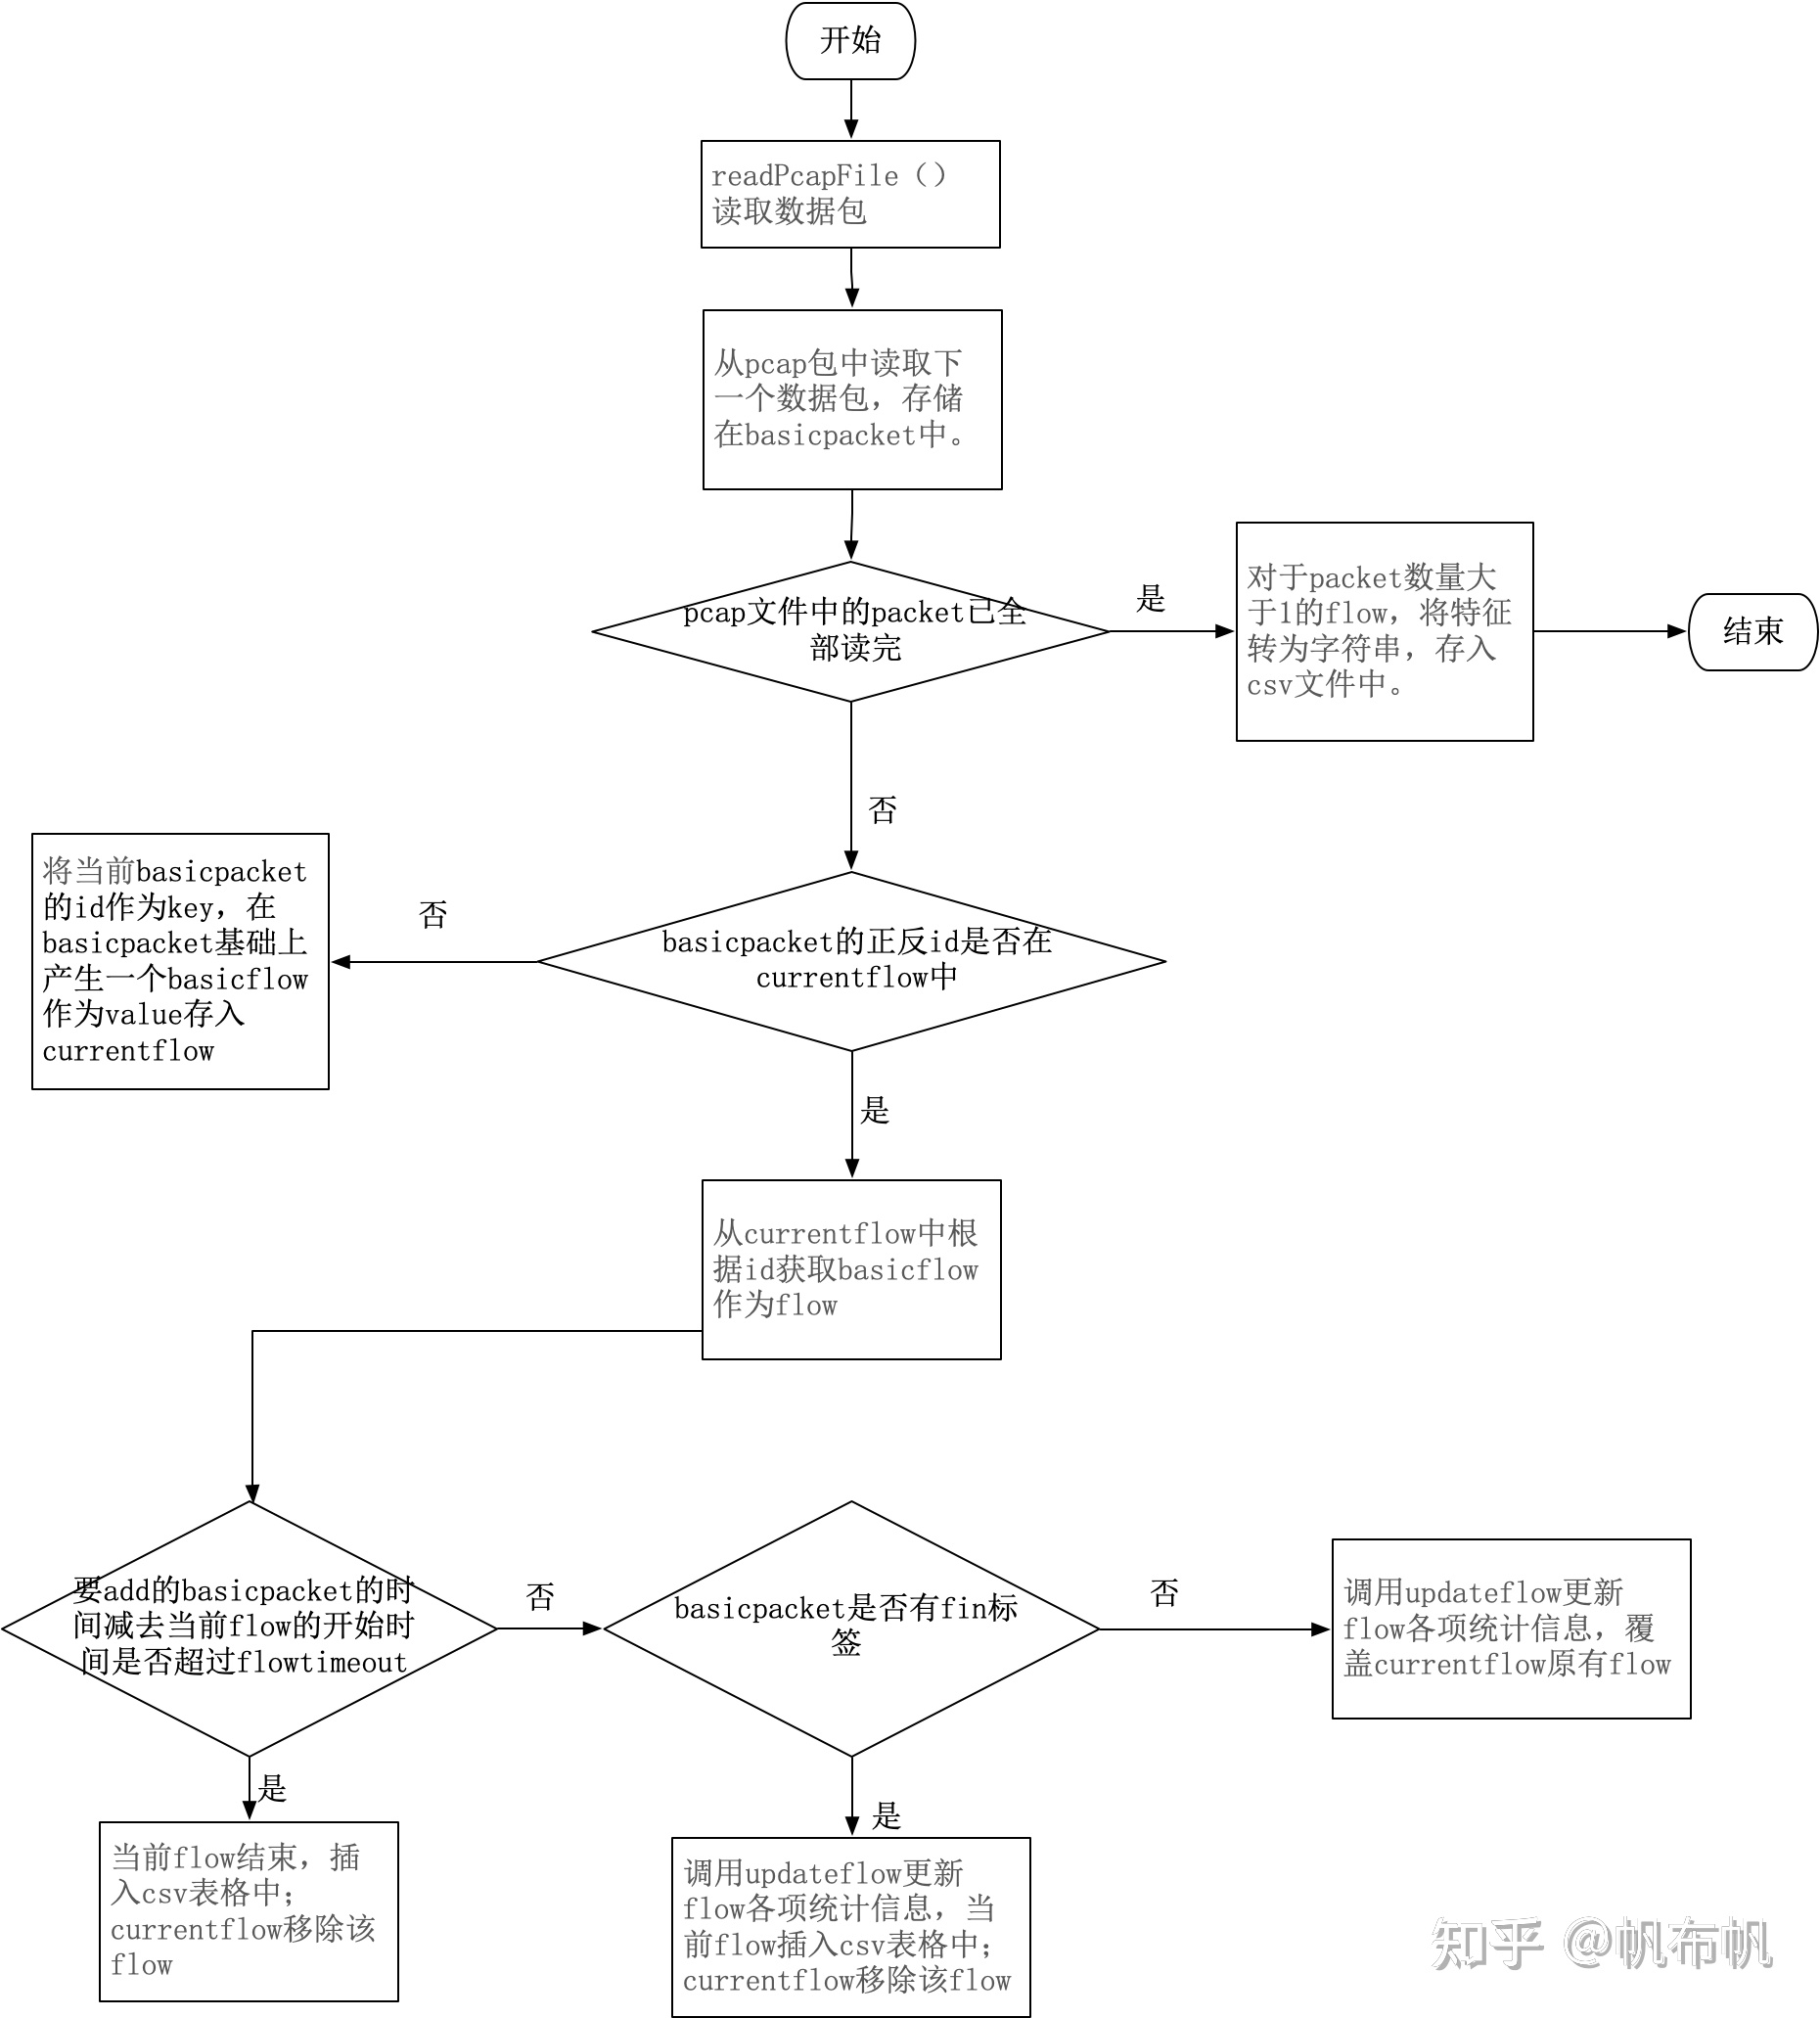 开始
readPcapFile（）
读取数据包
从pcap包中读取下
一个数据包，存储
在basicpacket中。
pcap文件中的packet已全
部读完
是
对于packet数量大
于1的flow，将特征
转为字符串，存入
csv文件中。
结束
否
将当前basicpacket
的id作为key，在
basicpacket基础上
产生一个basicflow
作为value存入
currentflow
否
basicpacket的正反id是否在
currentflow中
是
从currentflow中根
据id获取basicflow
作为flow
要add的basicpacket的时
间减去当前flow的开始时
间是否超过flowtimeout
否
basicpacket是否有fin标
签
否
调用updateflow更新
flow各项统计信息，覆
盖currentflow原有flow
是
当前flow结束，插
入csv表格中；
currentflow移除该
flow
是
调用updateflow更新
flow各项统计信息，当
前flow插入csv表格中；
currentflow移除该flow
知乎 @帆布帆